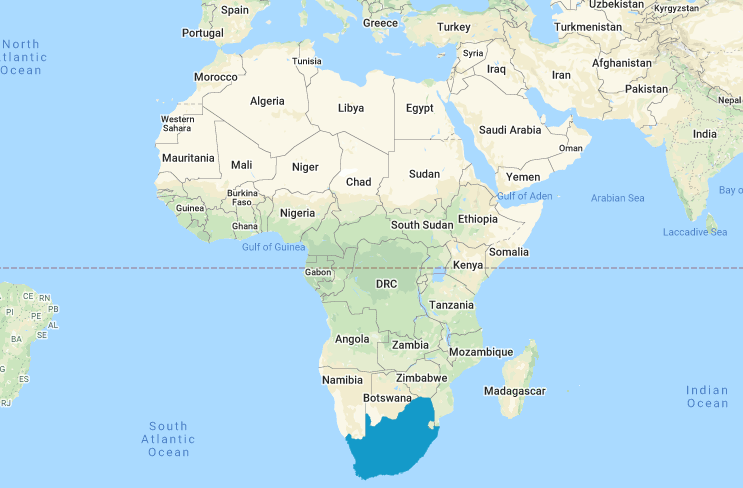 Spain
Uzbekistan
Kyrgyzstan
Greece
Turkey
Turkmenistan
Portugal
North
tlantic
Ocean
Syria
Tunisia
Iraq
Iran
Afghanistan
Morocco
Pakistan
Algeria
Libya
Egypt
Nepal
Western
Sahara
Saudi Arabia
India
Oman
Mauritania
Mali
Niger
Chad
Sudan
Yemen
Burkina
Faso
Gulf of Aden
Arabian Sea
Bay o
Guinea
Nigeria
Ethiopia
Ghana
South Sudan
Laccadive Sea
Gulf of Guinea
Somalia
Kenya
Gabon
DRC
CE
RN
PI
PE
PB
AL
SE
BA
Tanzania
Angola
Zambia
Mozambique
G
ES
Namibia
Zimbabwe
Madagascar
Indian
Ocean
Botswana
RJ
South
Atlantic
Ocean